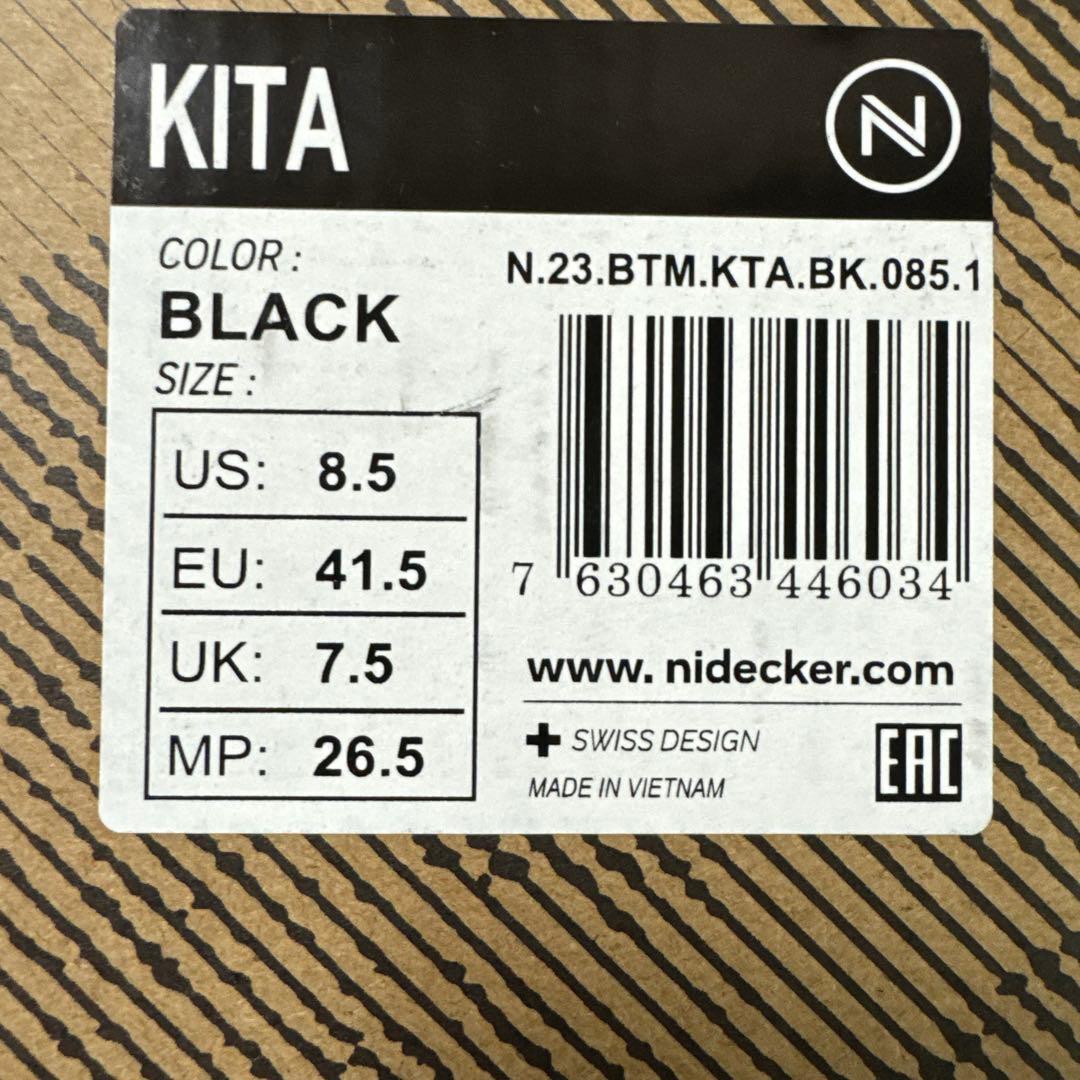 KITA
N
COLOR :
BLACK
SIZE :
US: 8.5
EU: 41.5
UK: 7.5
MP: 26.5
N.23.BTM.KTA.BK.085.1
7 630463 446034
www. nidecker.com
SWISS DESIGN
MADE IN VIETNAM
EAC